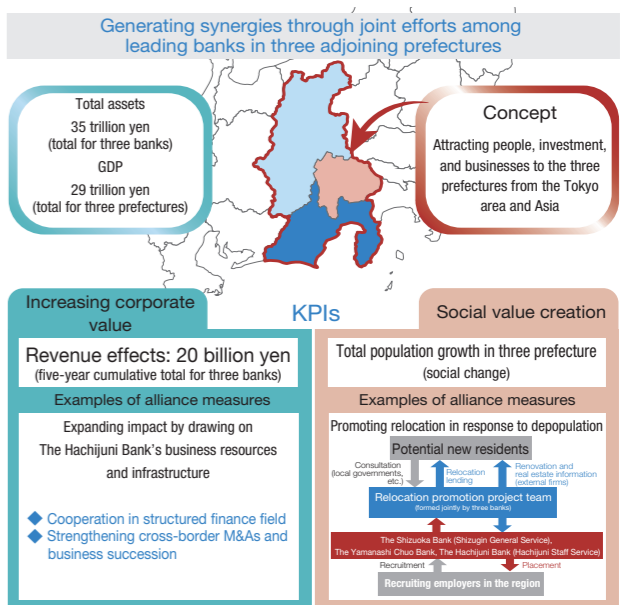 Generating synergies through joint efforts among
leading banks in three adjoining prefectures
Total assets
35 trillion yen
(total for three banks)
GDP
29 trillion yen
(total for three prefectures)
Concept
Attracting people, investment,
and businesses to the three
prefectures from the Tokyo
area and Asia
KPIs
Increasing corporate
value
Revenue effects: 20 billion yen
(five-year cumulative total for three banks)
Examples of alliance measures
Expanding impact by drawing on
The Hachijuni Bank's business resources
and infrastructure
◆ Cooperation in structured finance field
◆ Strengthening cross-border M&As and
business succession
Social value creation
Total population growth in three prefecture
(social change)
Examples of alliance measures
Promoting relocation in response to depopulation
Potential new residents
Consultation
(local governments,
etc.)
Relocation
lending
Renovation and
real estate information
(external firms)
Relocation promotion project team
(formed jointly by three banks)
The Shizuoka Bank (Shizugin General Service),
The Yamanashi Chuo Bank, The Hachijuni Bank (Hachijuni Staff Service)
Recruitment
Placement
Recruiting employers in the region